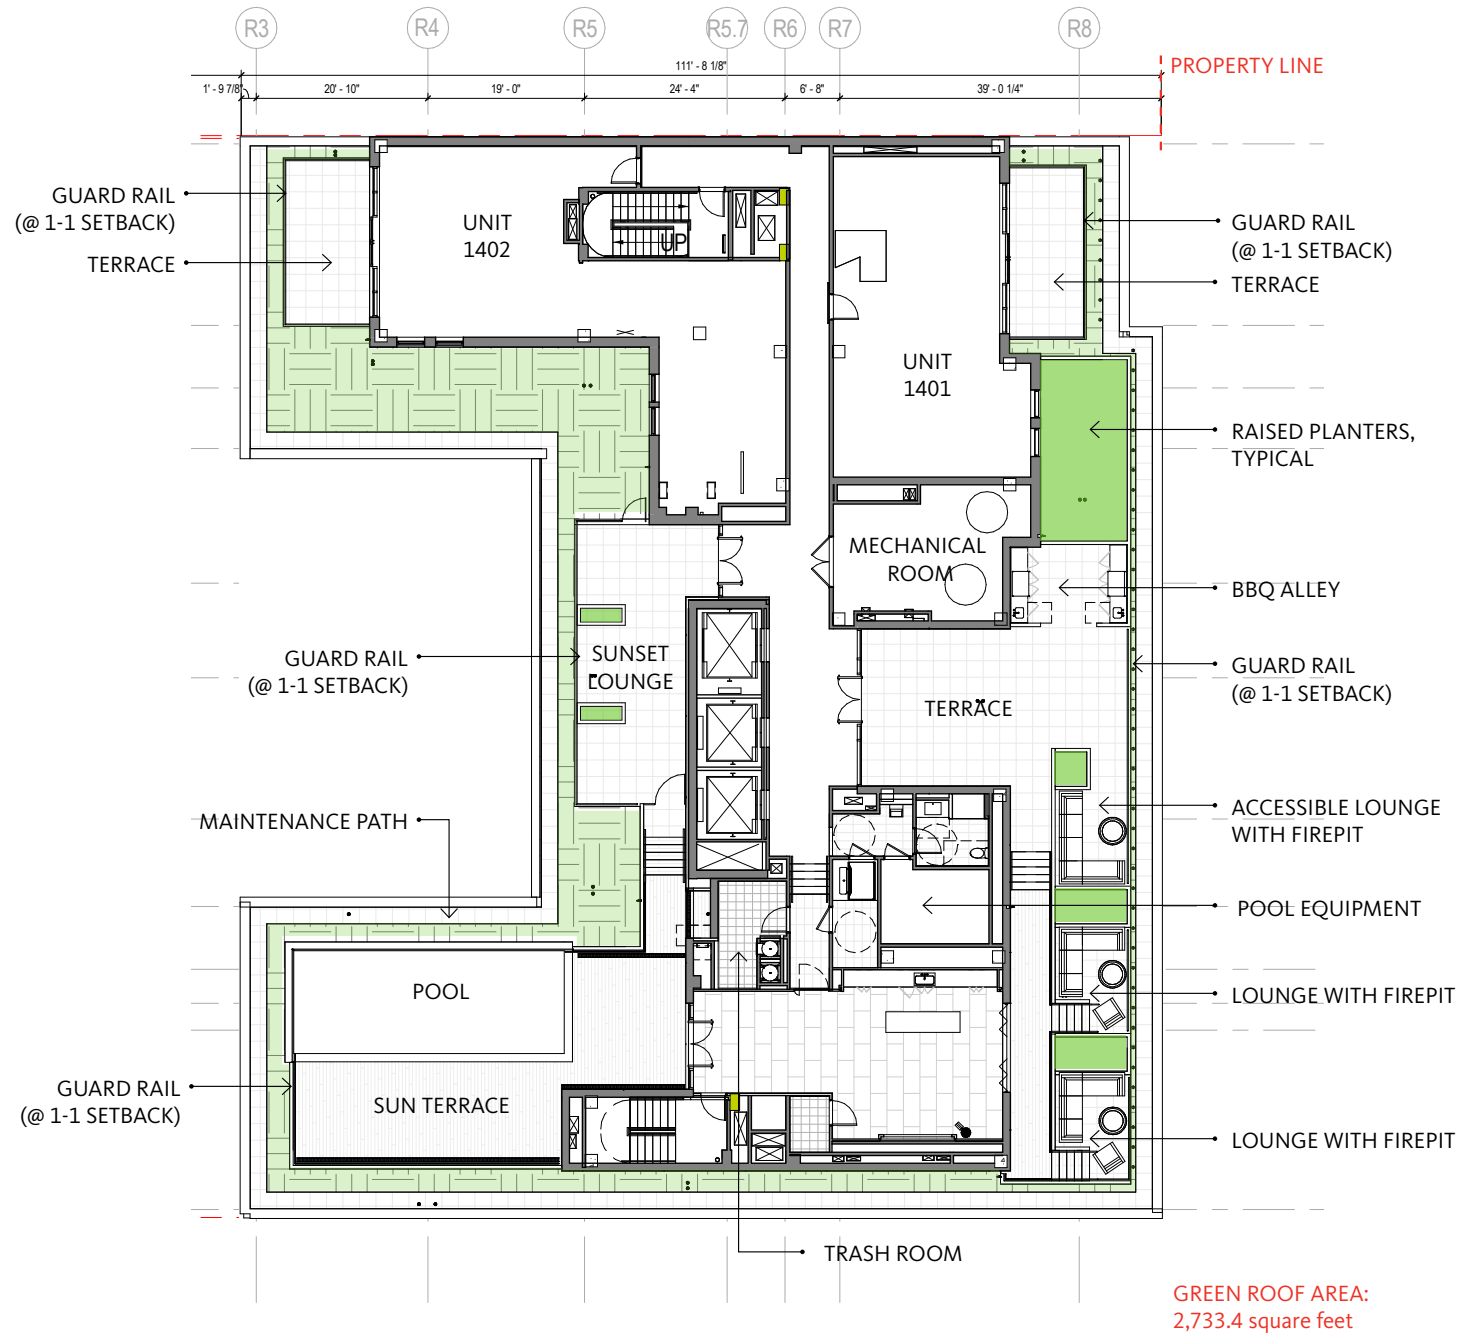 R3
R4
R5
R5.7
R6
R7
R8
PROPERTY LINE
111' - 8 1/8"
1' - 9 7/8"
20' - 10"
19' - 0"
24' - 4"
6' - 8"
39' - 0 1/4"
GUARD RAIL
(@ 1-1 SETBACK)
TERRACE
UNIT
1402
UP
GUARD RAIL
(@ 1-1 SETBACK)
TERRACE
UNIT
1401
RAISED PLANTERS,
TYPICAL
MECHANICAL
ROOM
BBQ ALLEY
GUARD RAIL
(@ 1-1 SETBACK)
SUNSET
LOUNGE
GUARD RAIL
(@ 1-1 SETBACK)
TERRACE
MAINTENANCE PATH
ACCESSIBLE LOUNGE
WITH FIREPIT
POOL EQUIPMENT
POOL
LOUNGE WITH FIREPIT
GUARD RAIL
(@ 1-1 SETBACK)
SUN TERRACE
LOUNGE WITH FIREPIT
TRASH ROOM
GREEN ROOF AREA:
2,733.4 square feet